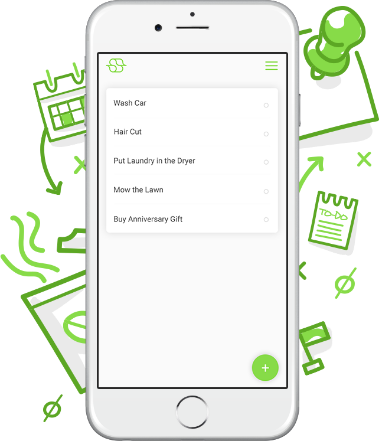 Wash Car
Hair Cut
Put Laundry in the Dryer
Mow the Lawn
Buy Anniversary Gift
TO-DO